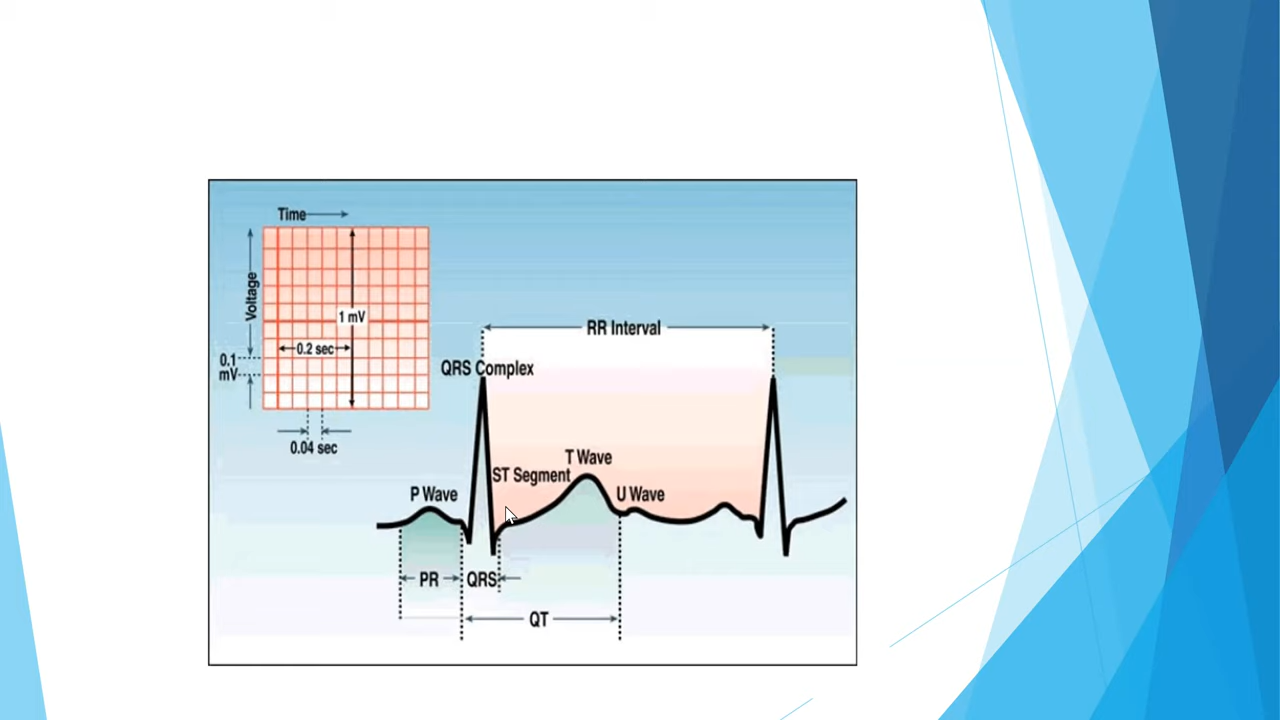 Time
Voltage
1 mV
0.2 sec
0.1
mV
0.04 sec
RR Interval
QRS Complex
T Wave
ST Segment
P Wave
U Wave
PR
QRS
QT